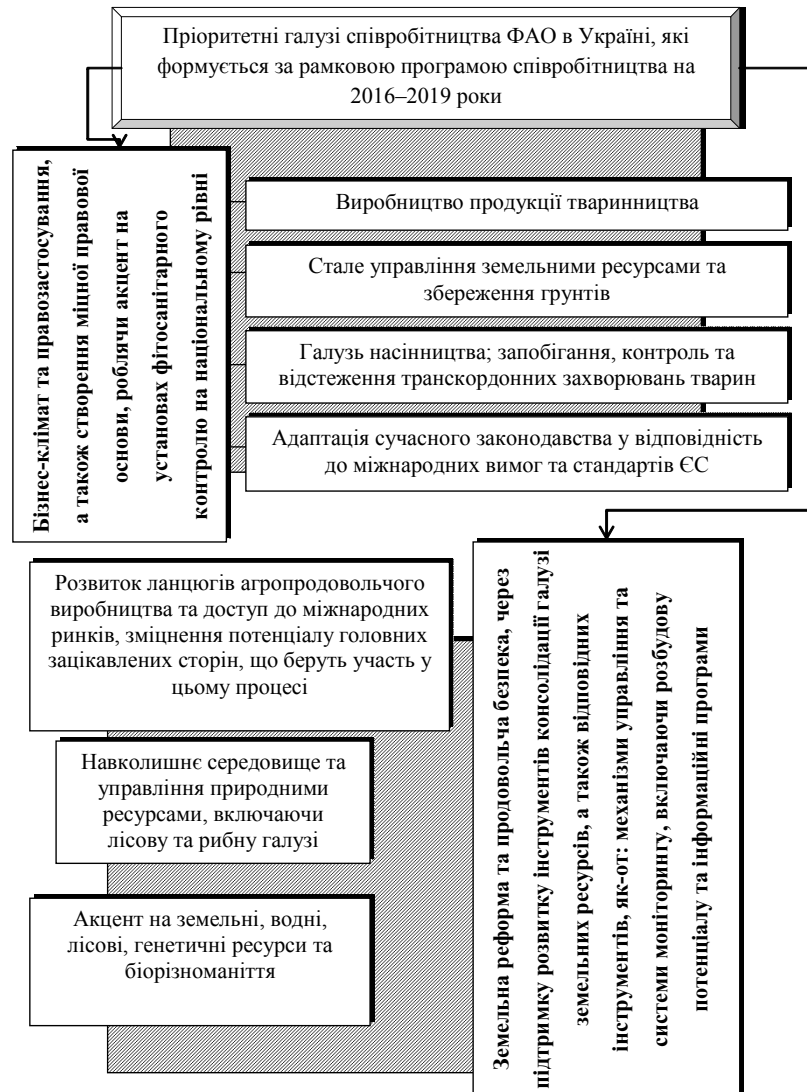 Пріоритетні галузі співробітництва ФАО в Україні, які
формується за рамковою програмою співробітництва на
2016–2019 роки
Бізнес-клімат та правозастосування,
а також створення міцної правової
основи, роблячи акцент на
установах фітосанітарного
контролю на національному рівні
Виробництво продукції тваринництва
Стале управління земельними ресурсами та
збереження грунтів
Галузь насінництва; запобігання, контроль та
відстеження транскордонних захворювань тварин
Адаптація сучасного законодавства у відповідність
до міжнародних вимог та стандартів ЄС
Розвиток ланцюгів агропродовольчого
виробництва та доступ до міжнародних
ринків, зміцнення потенціалу головних
зацікавлених сторін, що беруть участь у
цьому процесі
Навколишнє середовище та
управління природними
ресурсами, включаючи
лісову та рибну галузі
Акцент на земельні, водні,
лісові, генетичні ресурси та
біорізноманіття
Земельна реформа та продовольча безпека, через
підтримку розвитку інструментів консолідації галузі
земельних ресурсів, а також відповідних
інструментів, як-от: механізми управління та
системи моніторингу, включаючи розбудову
потенціалу та інформаційні програми